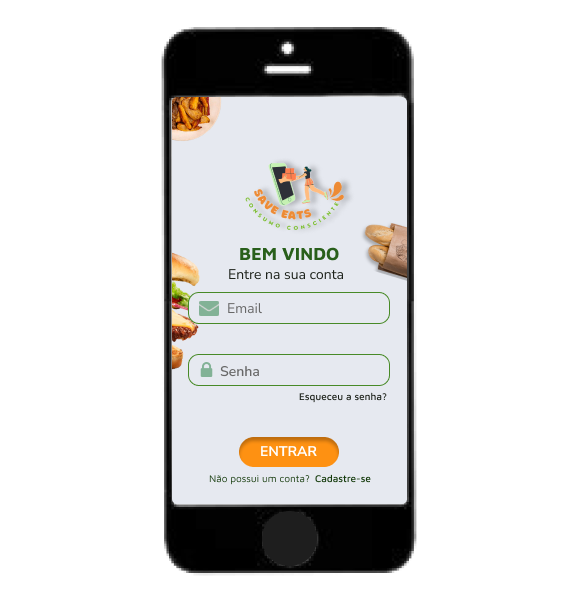 SAVE EATS
CONSUMO CONSCIENTE
BEM VINDO
Entre na sua conta
Email
Senha
Esqueceu a senha?
ENTRAR
Não possui um conta? Cadastre-se